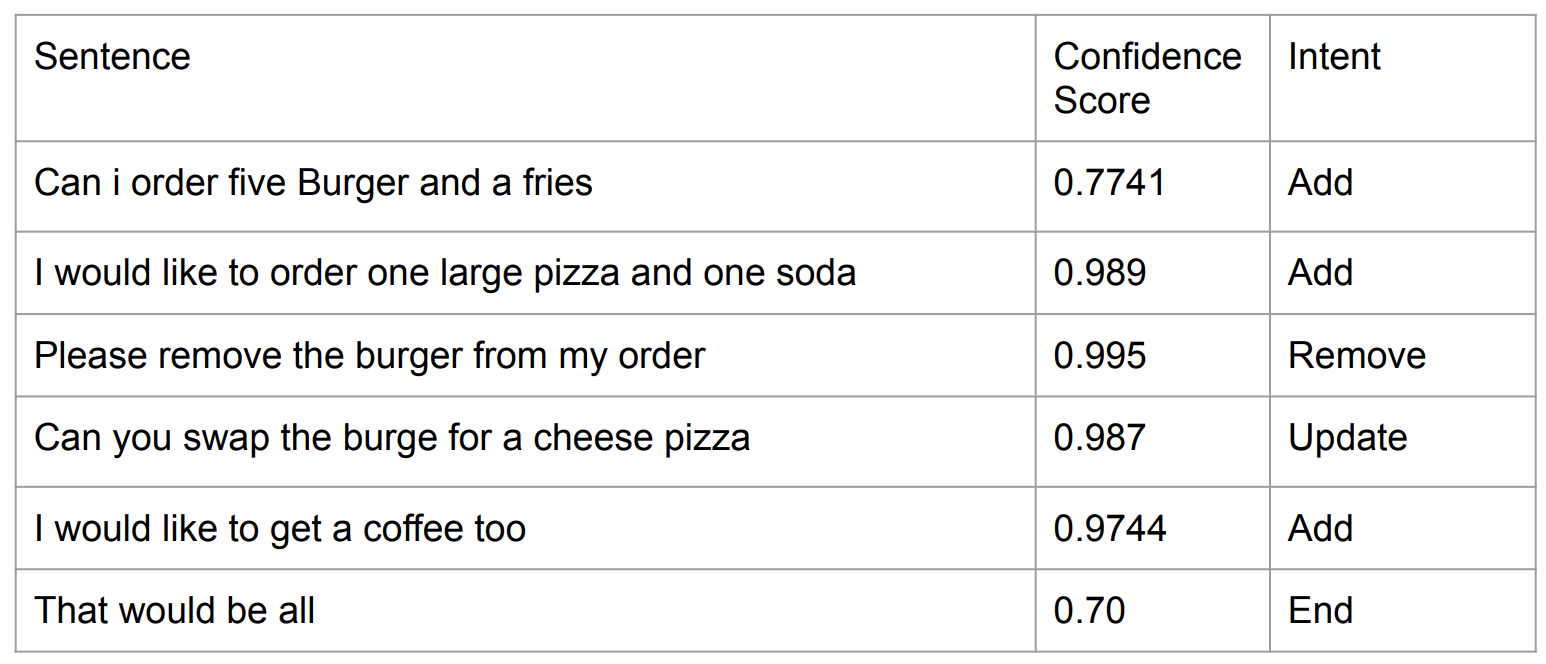 Sentence Confidence Score Intent
Can i order five Burger and a fries 0.7741 Add
I would like to order one large pizza and one soda 0.989 Add
Please remove the burger from my order 0.995 Remove
Can you swap the burge for a cheese pizza 0.987 Update
I would like to get a coffee too 0.9744 Add
That would be all 0.70 End